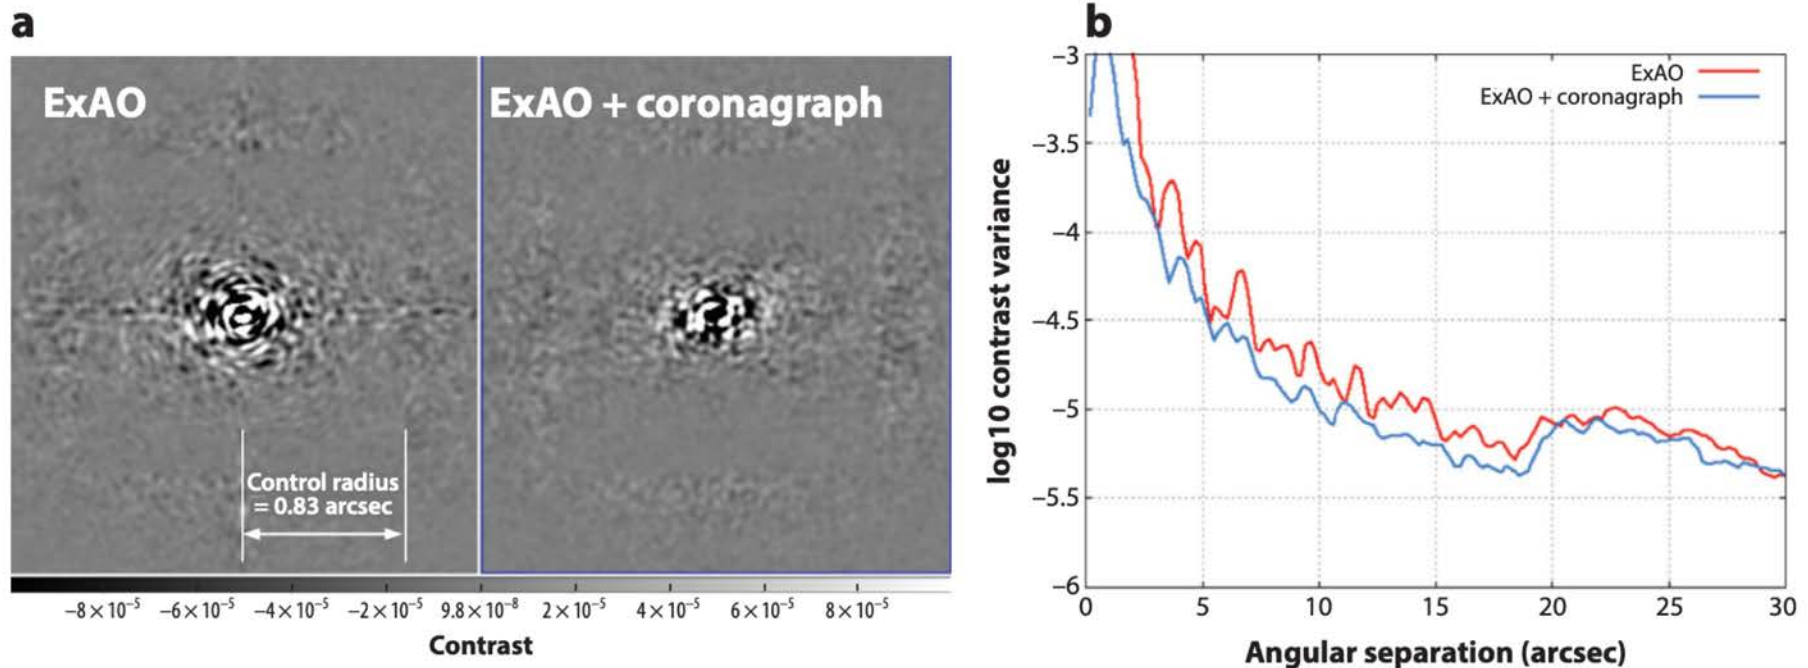 a
ExAO
ExAO + coronagraph
Control radius
= 0.83 arcsec
−8 × 10⁻⁵ −6 × 10⁻⁵ −4 × 10⁻⁵ −2 × 10⁻⁵ 9.8 × 10⁻⁸ 2 × 10⁻⁵ 4 × 10⁻⁵ 6 × 10⁻⁵ 8 × 10⁻⁵
Contrast
b
ExAO
ExAO + coronagraph
log10 contrast variance
−3
−3.5
−4
−4.5
−5
−5.5
−6
0 5 10 15 20 25 30
Angular separation (arcsec)